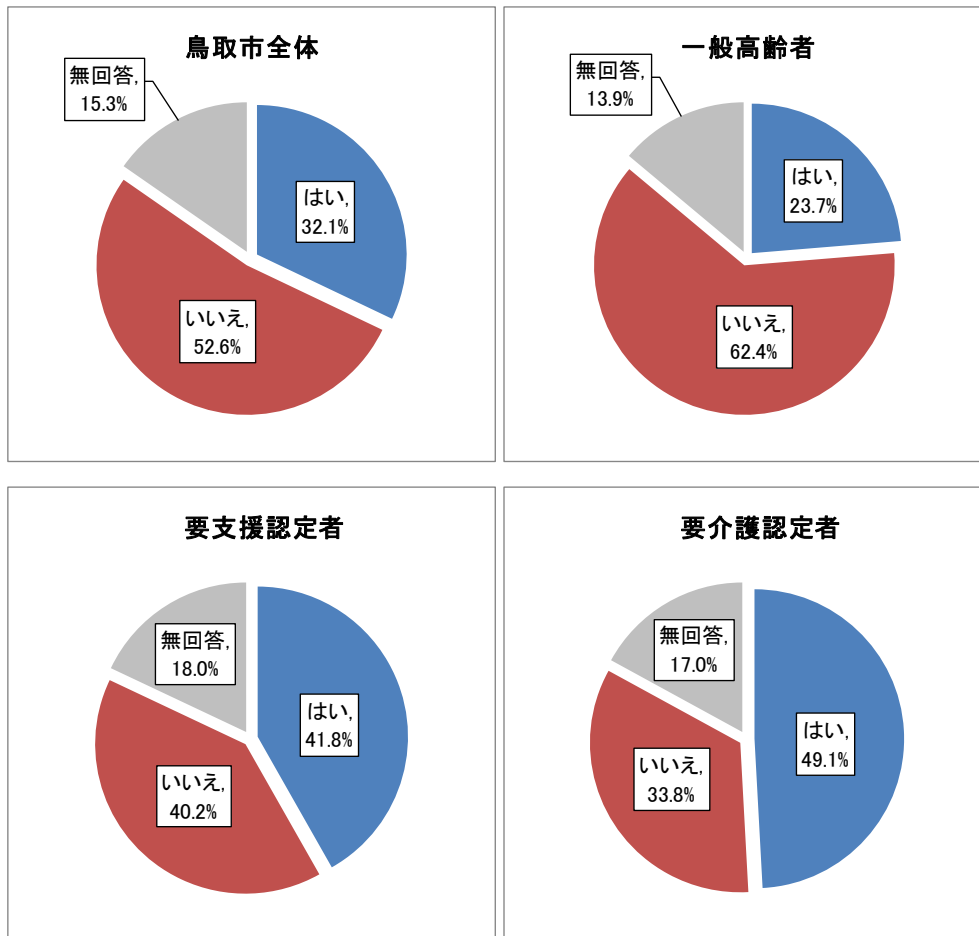 鳥取市全体
無回答,
15.3%
はい,
32.1%
いいえ,
52.6%
一般高齢者
無回答,
13.9%
はい,
23.7%
いいえ,
62.4%
要支援認定者
無回答,
18.0%
はい,
41.8%
いいえ,
40.2%
要介護認定者
無回答,
17.0%
はい,
49.1%
いいえ,
33.8%